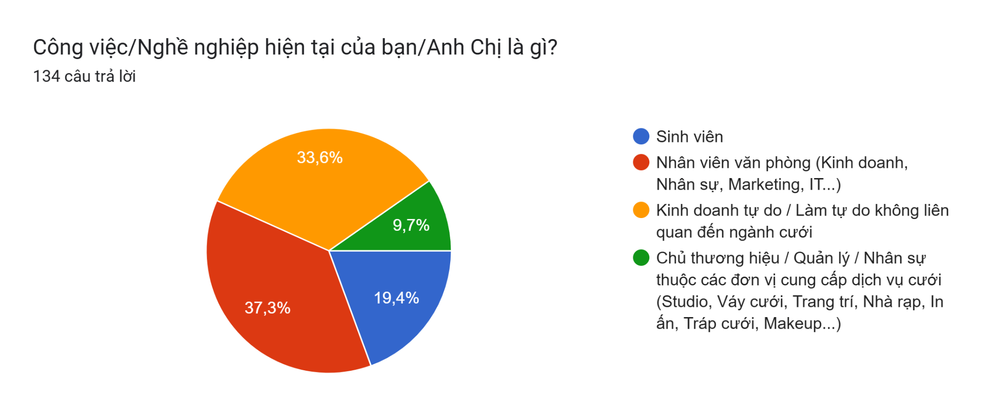 Công việc/Nghề nghiệp hiện tại của bạn/Anh Chị là gì?
134 câu trả lời
33,6%
9,7%
37,3%
19,4%
Sinh viên
Nhân viên văn phòng (Kinh doanh,
Nhân sự, Marketing, IT...)
Kinh doanh tự do / Làm tự do không liên
quan đến ngành cưới
Chủ thương hiệu / Quản lý / Nhân sự
thuộc các đơn vị cung cấp dịch vụ cưới
(Studio, Váy cưới, Trang trí, Nhà rạp, In
ấn, Tráp cưới, Makeup...)